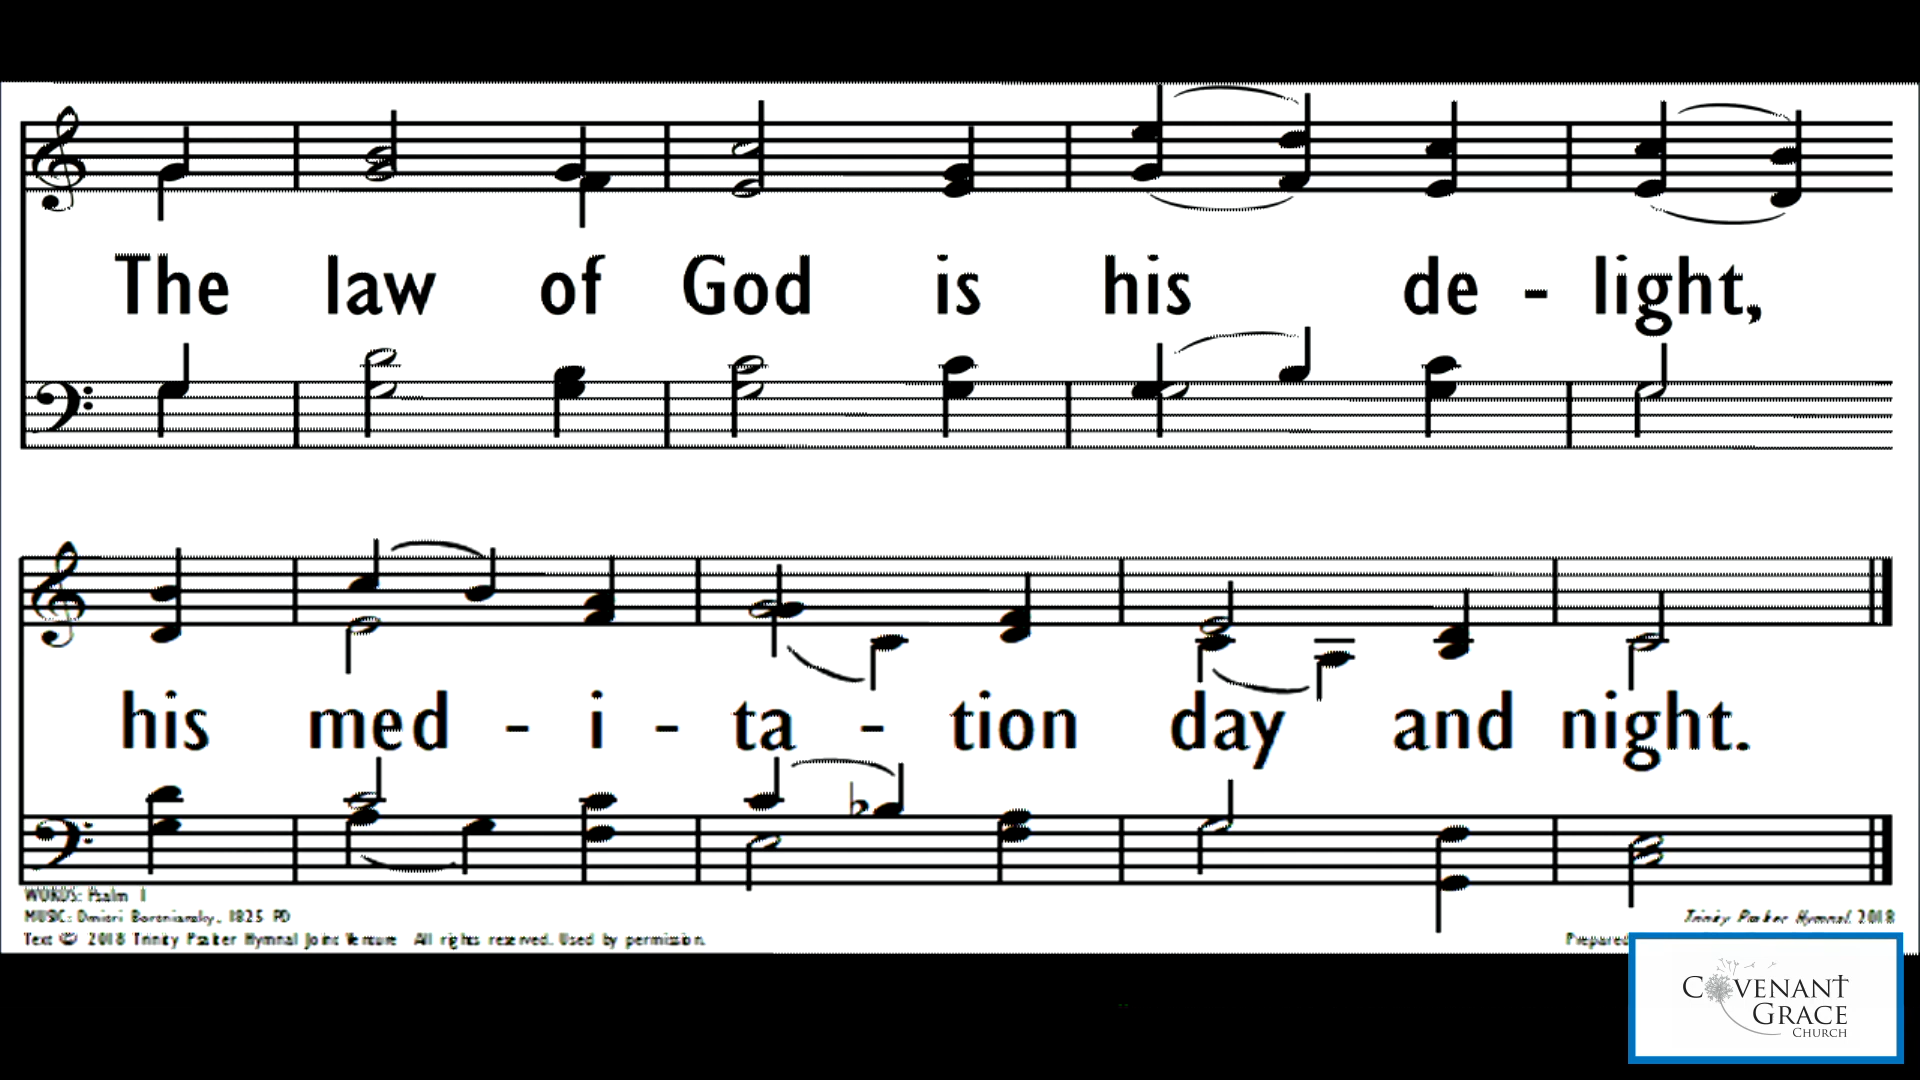 The law of God is his de - light,
his med - i - ta - tion day and night.
WORDS: Psalm 1
MUSIC: Dmitri Bortniansky, 1825 PD
Trinity Psalter Hymnal, 2018
Text © 2018 Trinity Psalter Hymnal Joint Venture All rights reserved. Used by permission.
Prepared
COVENANT
GRACE
CHURCH